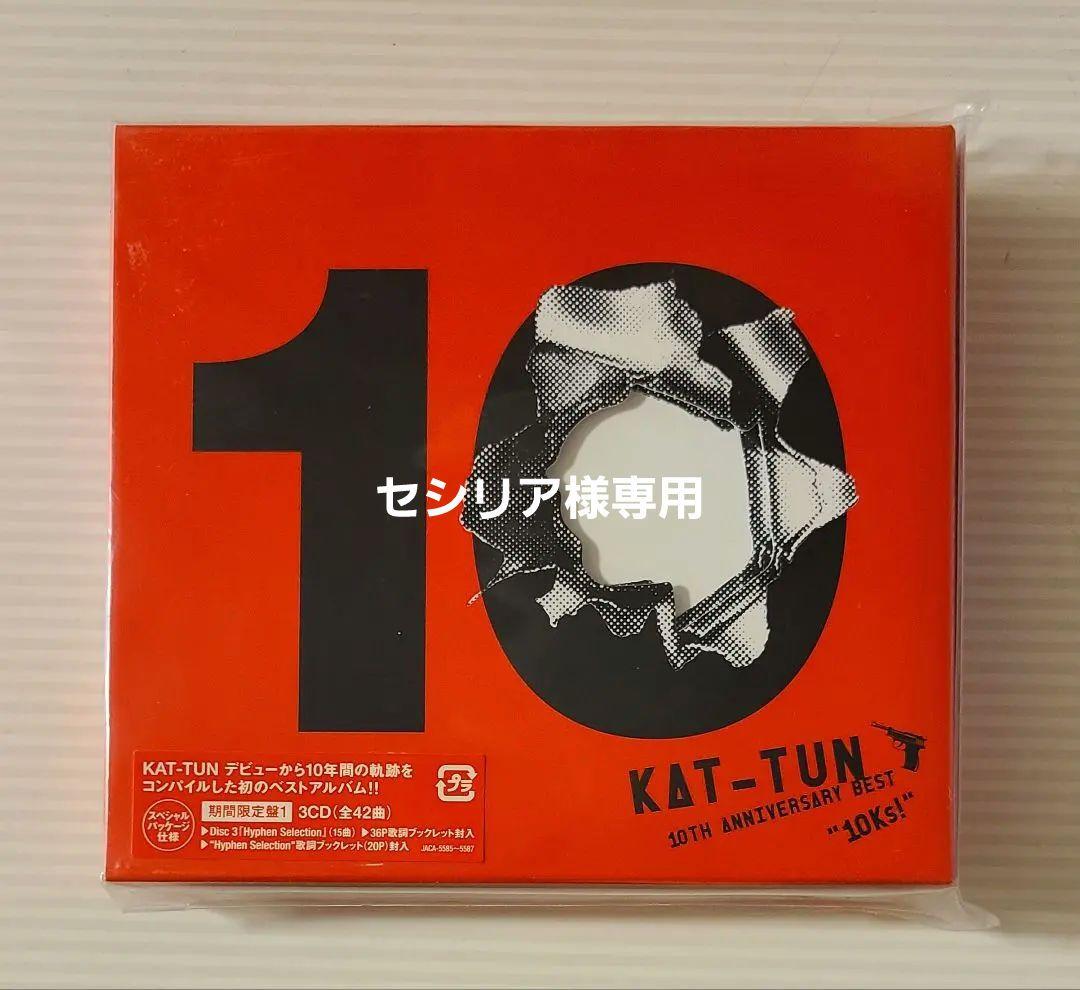 10
セシリア様専用
KAT-TUN デビューから10年間の軌跡を
コンパイルした初のベストアルバム!!
プラ
スペシャル
パッケージ
仕様
期間限定盤1 3CD(全42曲)
▶Disc 3「Hyphen Selection」(15曲) ▶36P歌詞ブックレット封入
▶"Hyphen Selection"歌詞ブックレット(20P)封入 JACA-5585〜5587
KAT-TUN
10TH ANNIVERSARY BEST
"10Ks!"